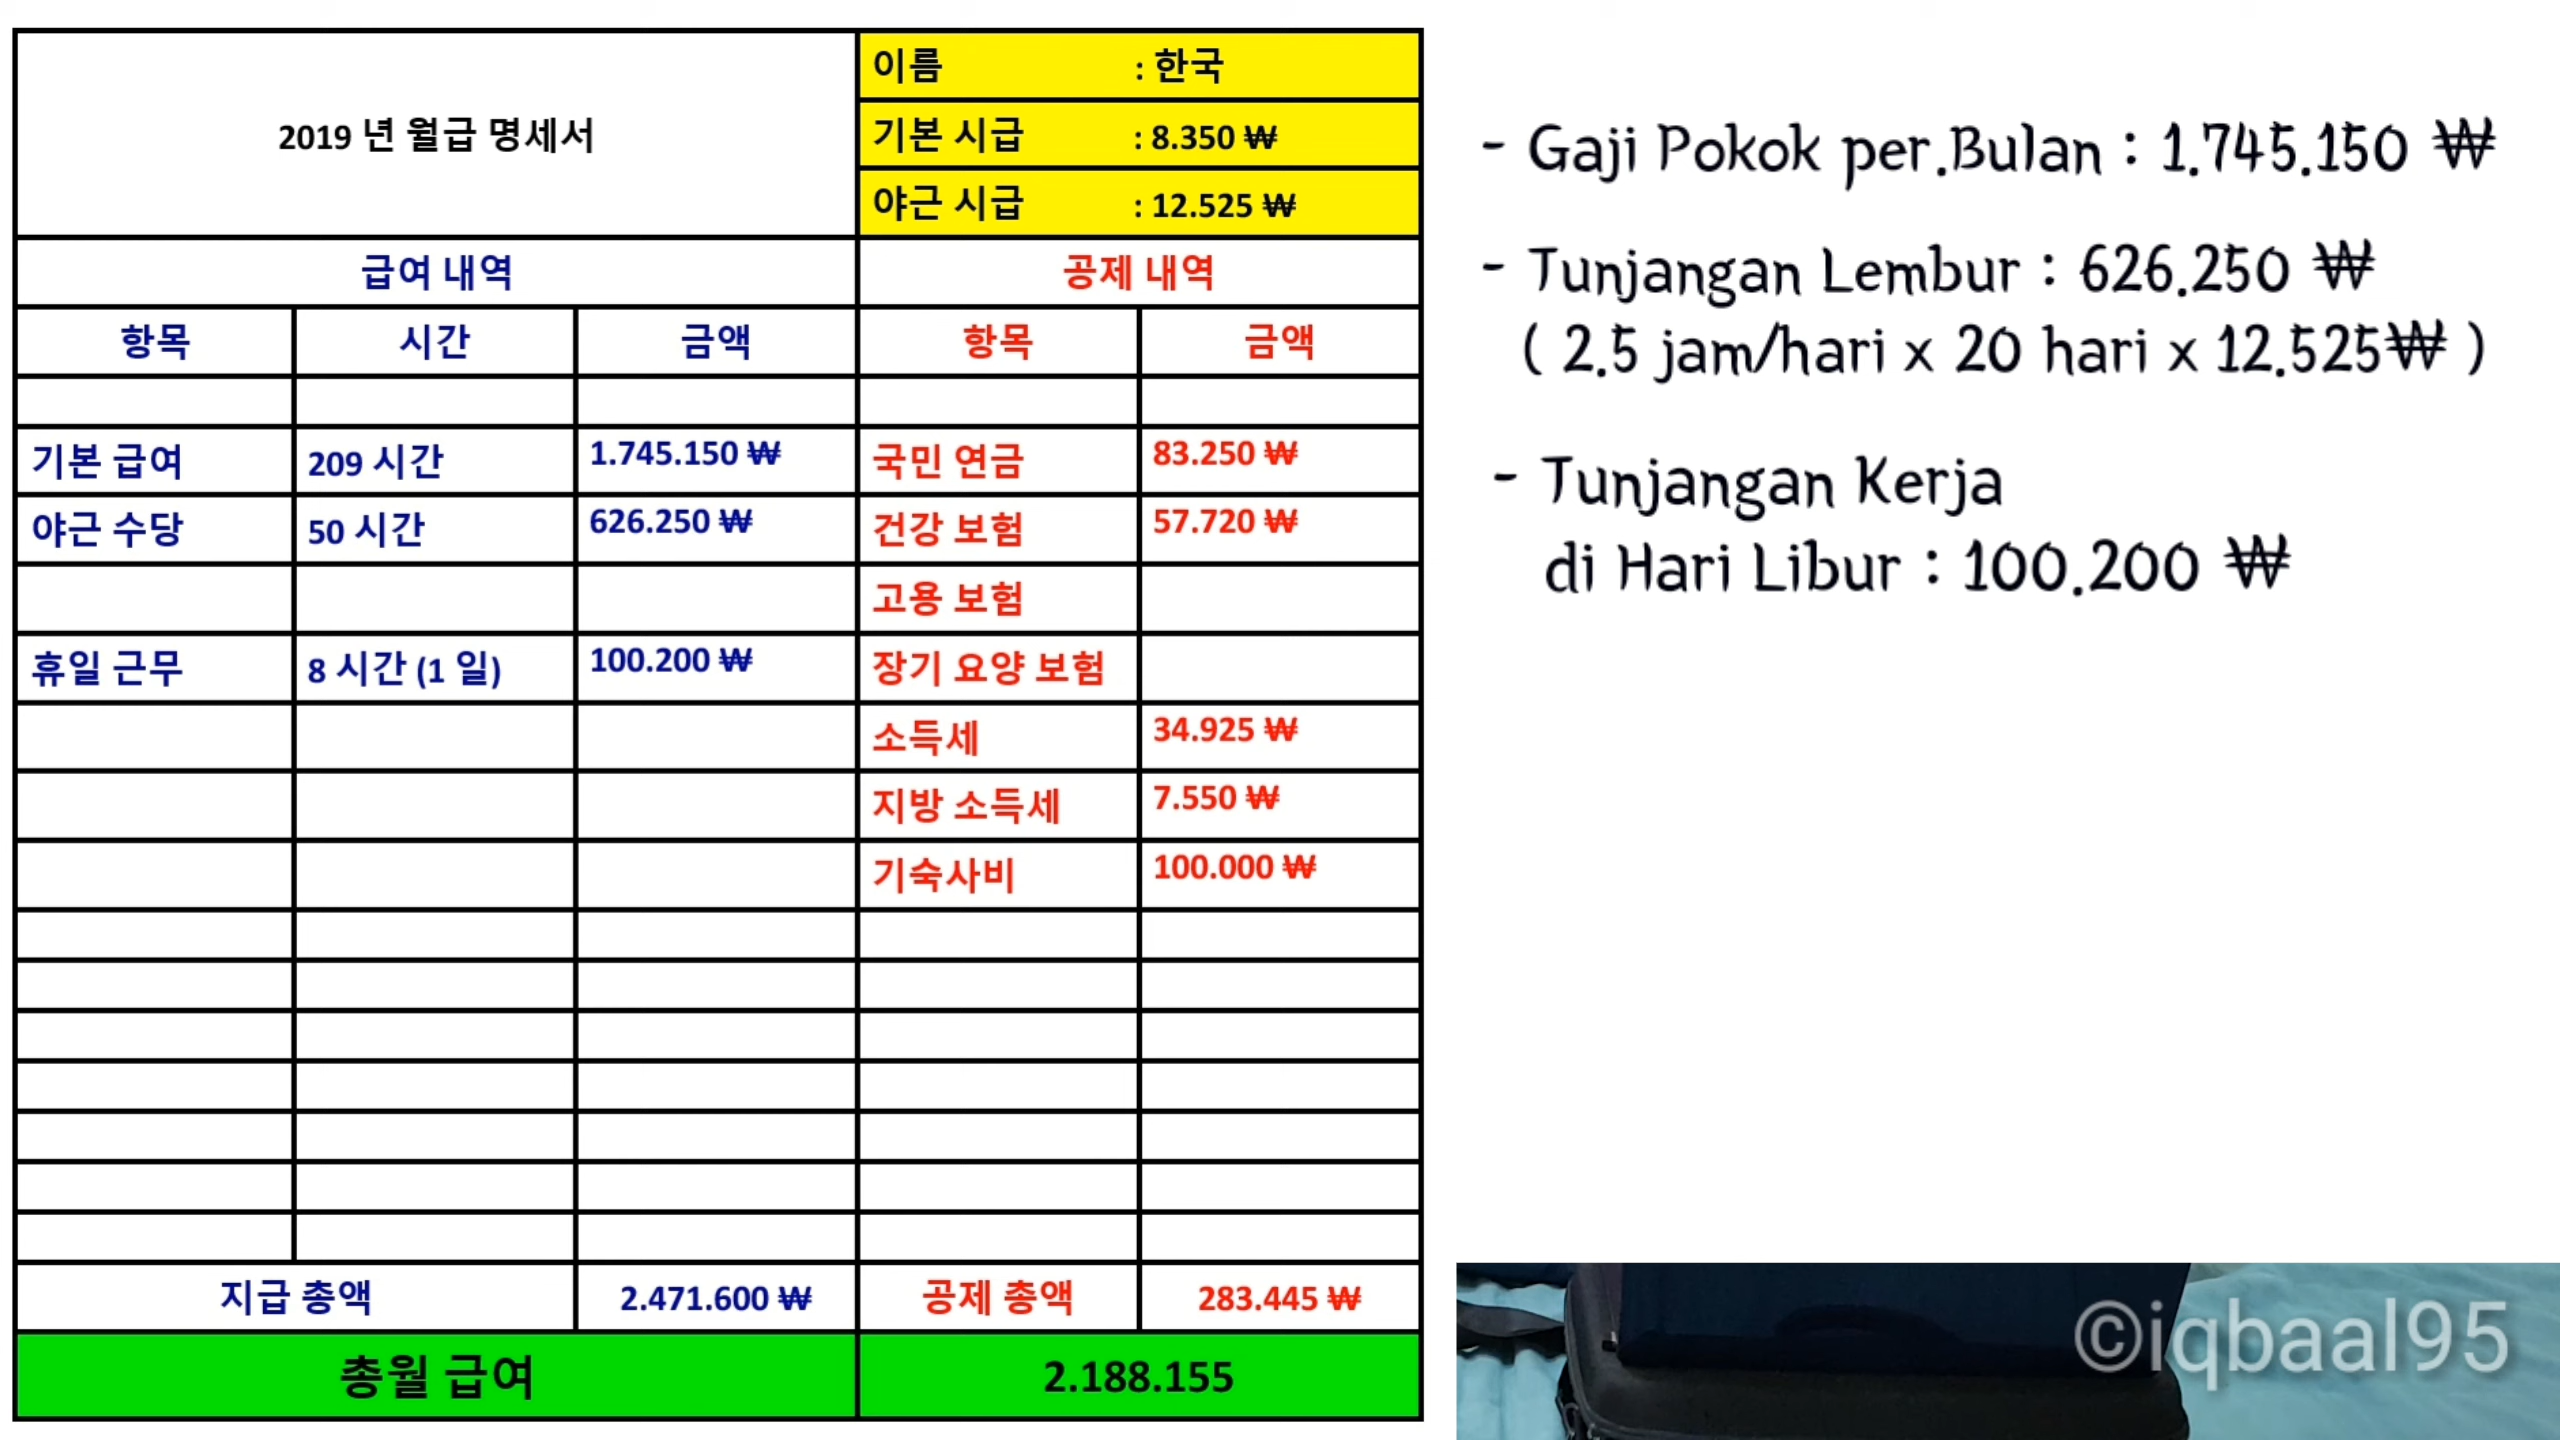 2019 년 월급 명세서
이름 : 한국
기본 시급 : 8.350 ₩
야근 시급 : 12.525 ₩
급여 내역 공제 내역
항목 시간 금액 항목 금액
기본 급여 209 시간 1.745.150 ₩ 국민 연금 83.250 ₩
야근 수당 50 시간 626.250 ₩ 건강 보험 57.720 ₩
고용 보험
휴일 근무 8 시간 (1 일) 100.200 ₩ 장기 요양 보험
소득세 34.925 ₩
지방 소득세 7.550 ₩
기숙사비 100.000 ₩
지급 총액 2.471.600 ₩ 공제 총액 283.445 ₩
총월 급여 2.188.155
- Gaji Pokok per.Bulan : 1.745.150 ₩
- Tunjangan Lembur : 626.250 ₩
( 2.5 jam/hari x 20 hari x 12.525₩ )
- Tunjangan Kerja
di Hari Libur : 100.200 ₩
©iqbaal95